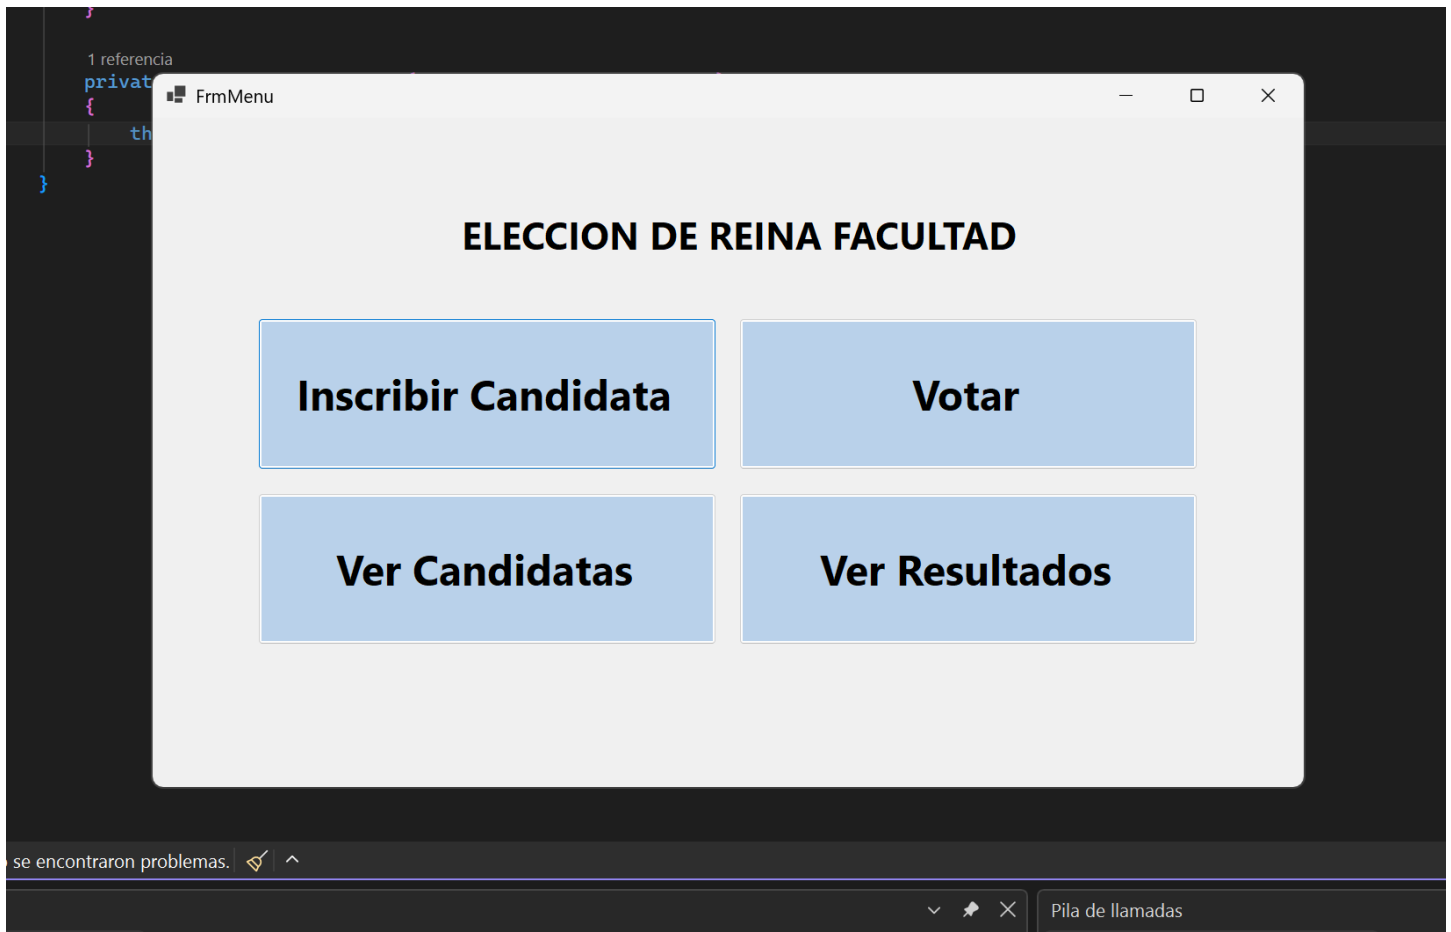 }
1 referencia
privat
FrmMenu
{
th
}
}
ELECCION DE REINA FACULTAD
Inscribir Candidata
Votar
Ver Candidatas
Ver Resultados
se encontraron problemas.
Pila de llamadas